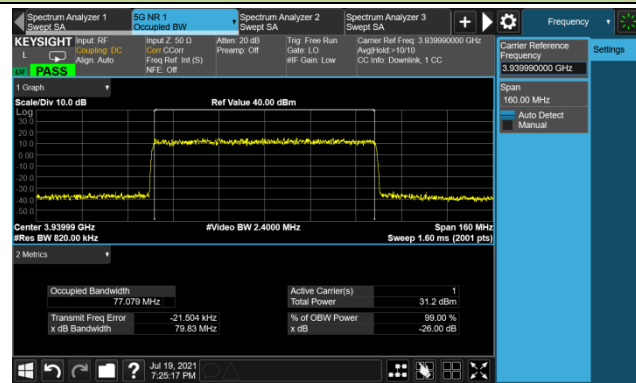 Spectrum Analyzer 1
Swept SA
5G NR 1
Occupied BW
Spectrum Analyzer 2
Swept SA
Spectrum Analyzer 3
Swept SA
Frequency
KEYSIGHT
L
LV PASS
Input: RF
Coupling: DC
Align: Auto
Input Z: 50 Ω
Corr CCorr
Freq Ref: Int (S)
NFE: Off
Atten: 20 dB
Preamp: Off
Trig: Free Run
Gate: LO
#IF Gain: Low
Carrier Ref Freq: 3.939990000 GHz
Avg|Hold:>10/10
CC Info: Downlink, 1 CC
Carrier Reference
Frequency
3.939990000 GHz
Settings
Span
160.00 MHz
Auto Detect
Manual
1 Graph
Scale/Div 10.0 dB
Ref Value 40.00 dBm
Log
30.0
20.0
10.0
0.00
-10.0
-20.0
-30.0
-40.0
-50.0
Center 3.93999 GHz
#Video BW 2.4000 MHz
Span 160 MHz
#Res BW 820.00 kHz
Sweep 1.60 ms (2001 pts)
2 Metrics
Occupied Bandwidth
77.079 MHz
Active Carrier(s) 1
Total Power 31.2 dBm
Transmit Freq Error -21.504 kHz
x dB Bandwidth 79.83 MHz
% of OBW Power 99.00 %
x dB -26.00 dB
?
Jul 19, 2021
7:25:17 PM